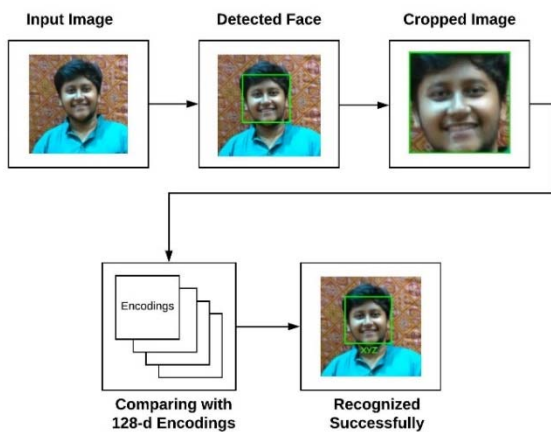 Input Image
Detected Face
Cropped Image
Encodings
XYZ
Comparing with
128-d Encodings
Recognized
Successfully